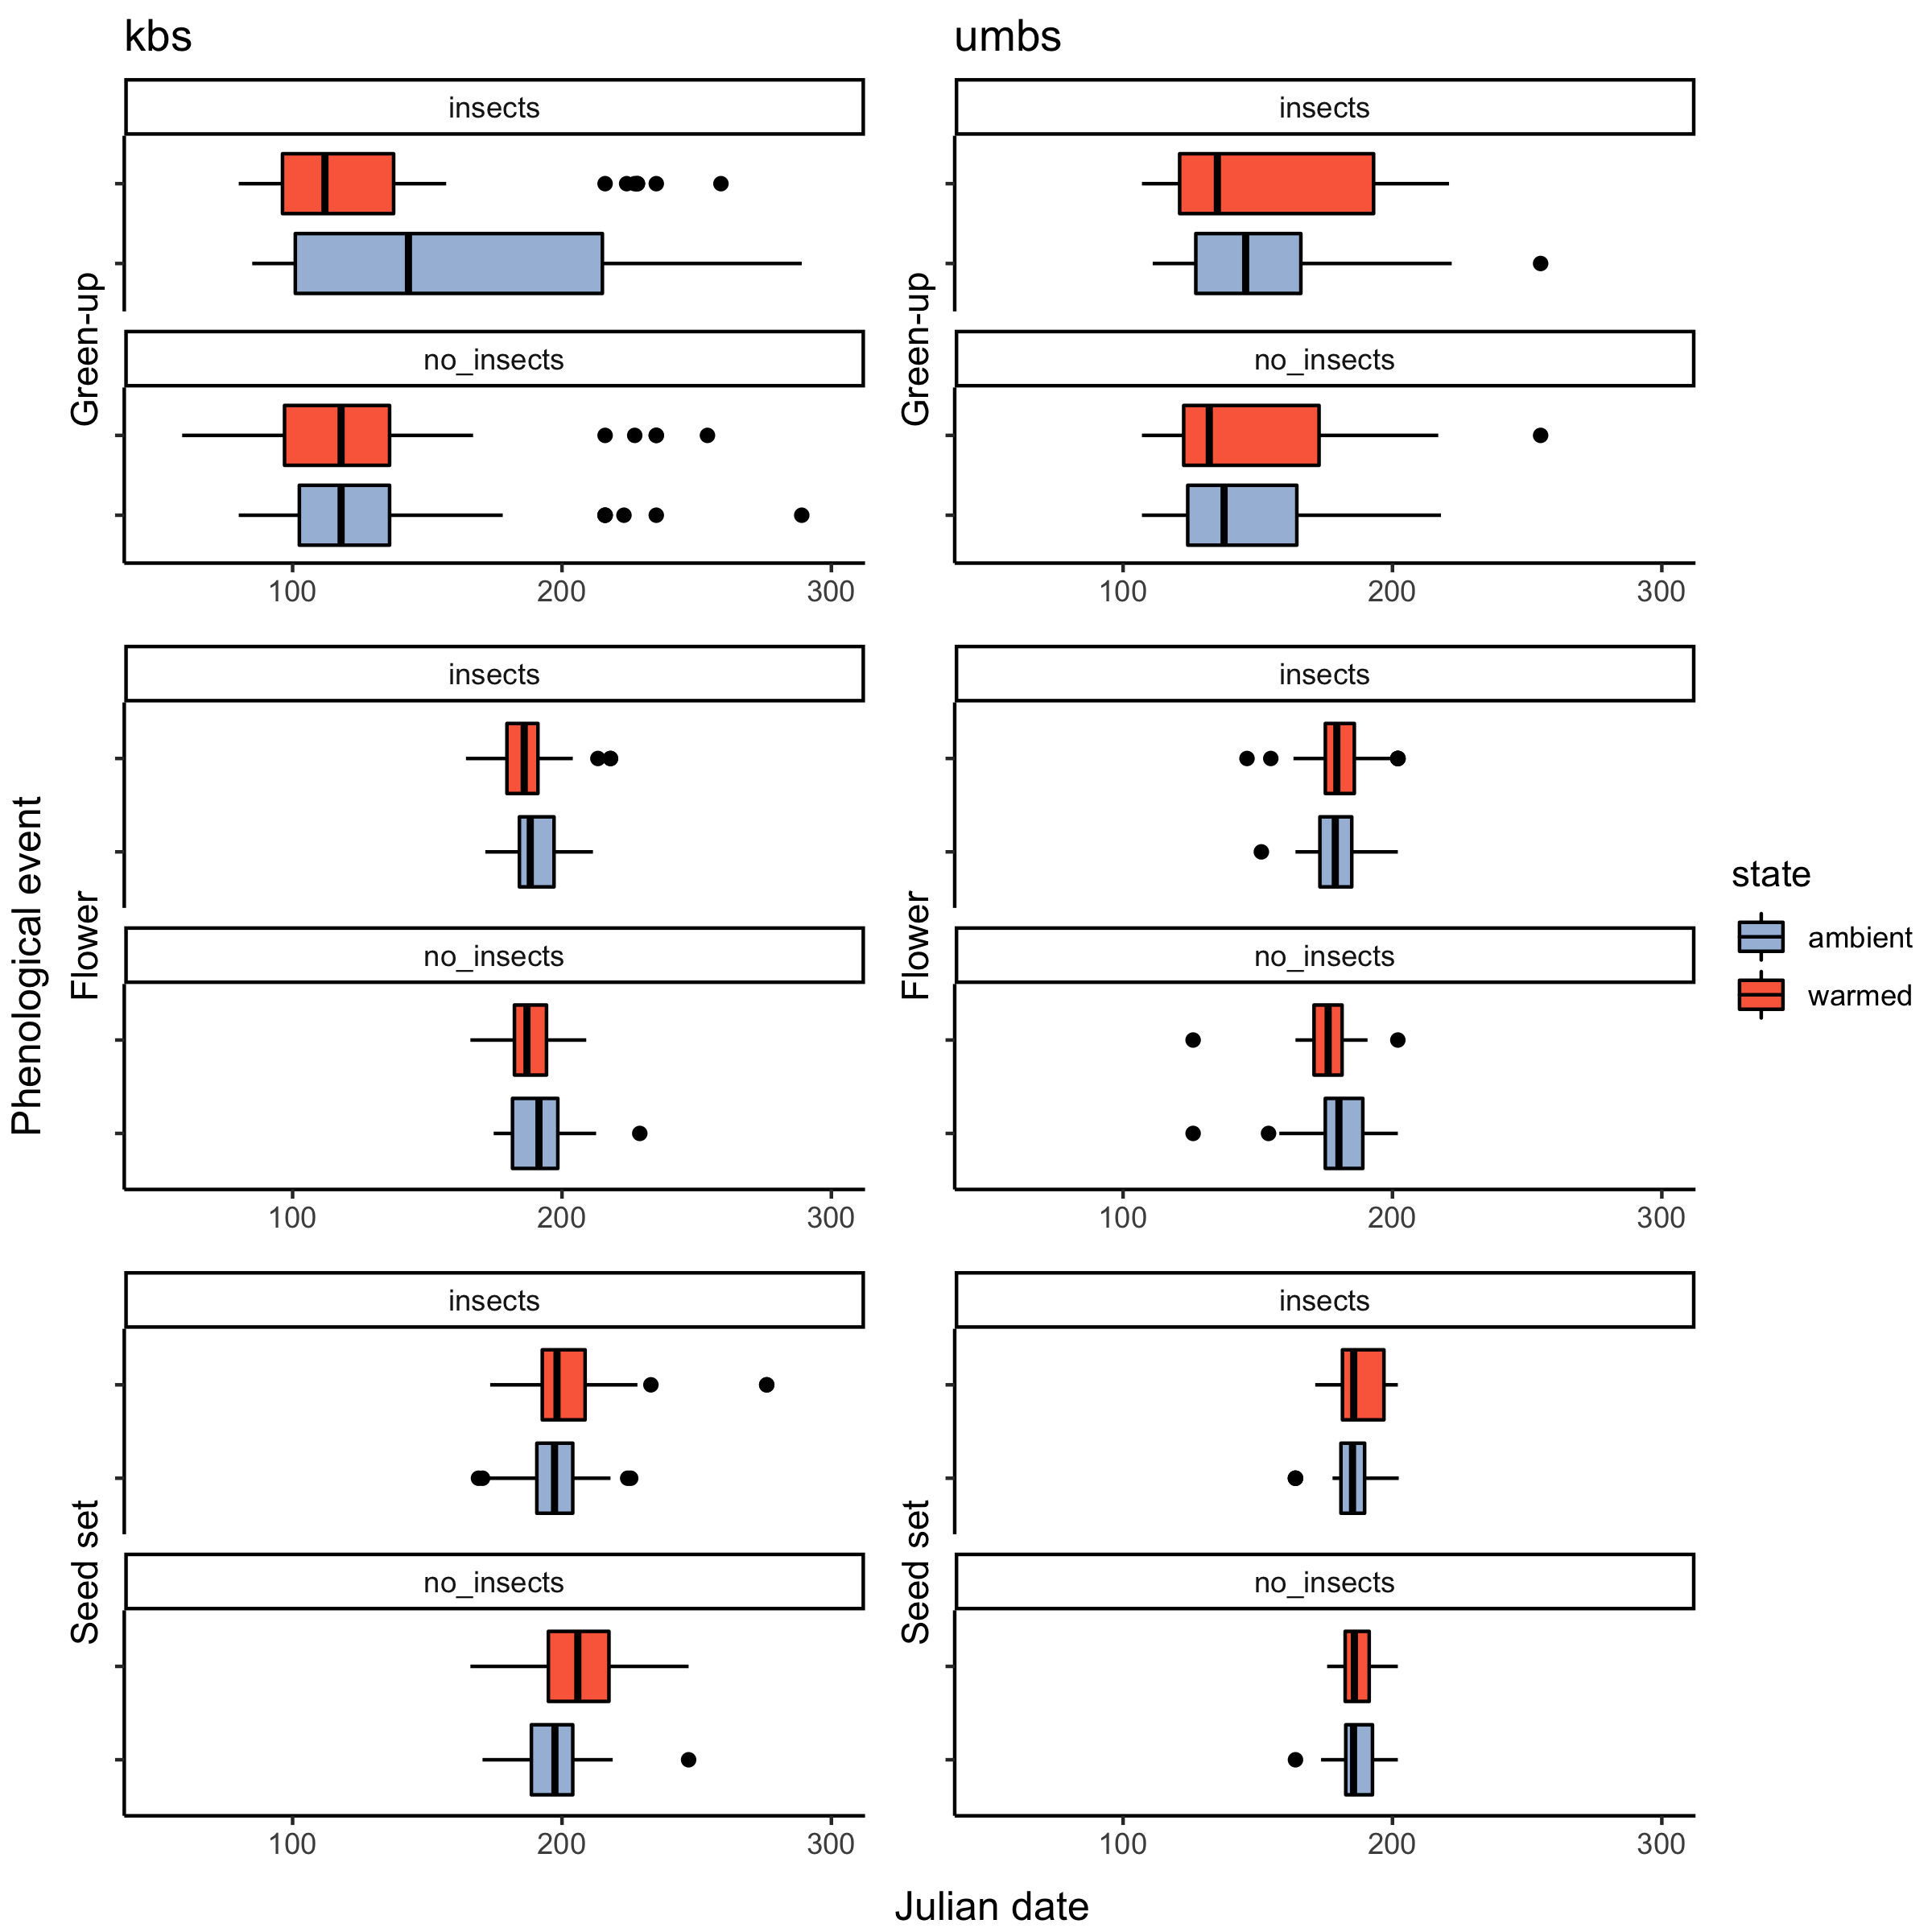 kbs
umbs
insects
insects
Green-up
Green-up
no_insects
no_insects
100 200 300
100 200 300
insects
insects
Phenological event
Flower
Flower
no_insects
no_insects
100 200 300
100 200 300
state
ambient
warmed
insects
insects
Seed set
Seed set
no_insects
no_insects
100 200 300
100 200 300
Julian date